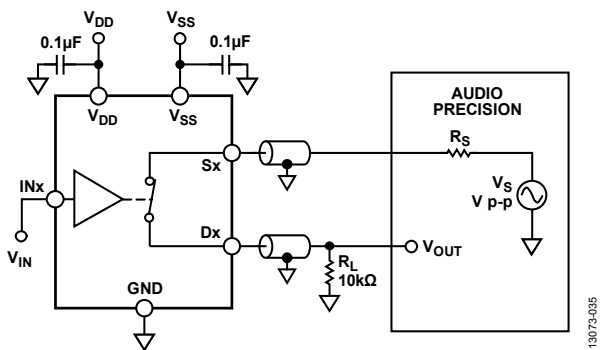 VDD
VSS
0.1µF
0.1µF
VDD
VSS
AUDIO
PRECISION
RS
Sx
INx
VS
V p-p
Dx
VOUT
VIN
RL
10kΩ
GND
13073-035